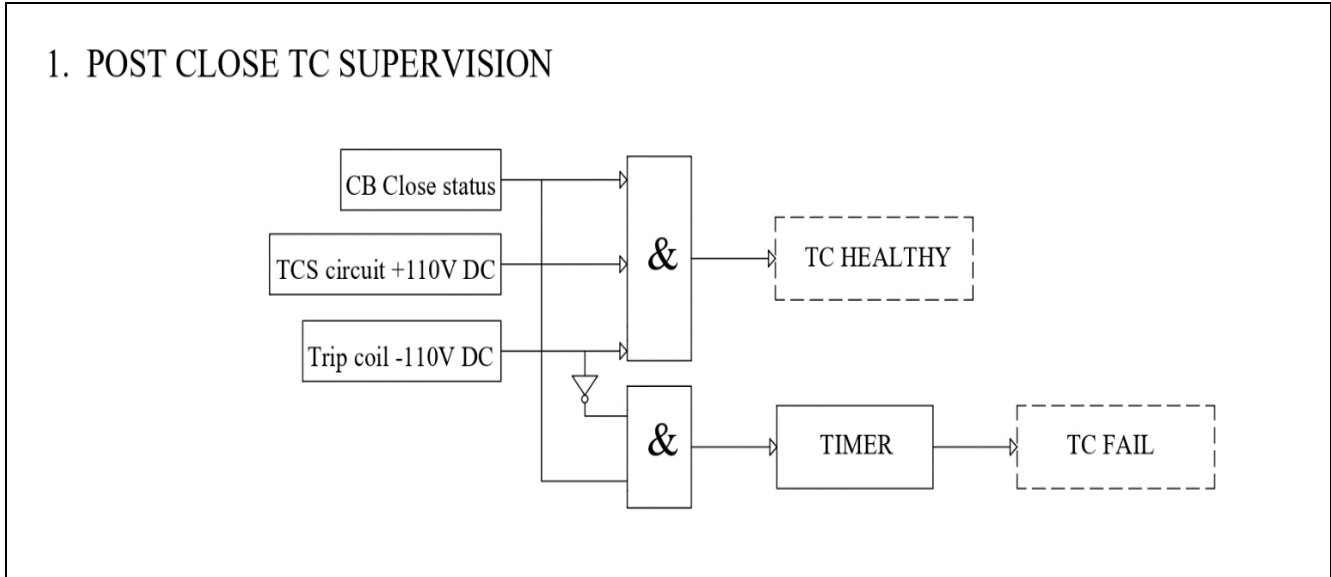 1. POST CLOSE TC SUPERVISION
CB Close status
TCS circuit +110V DC
Trip coil -110V DC
&
TC HEALTHY
&
TIMER
TC FAIL